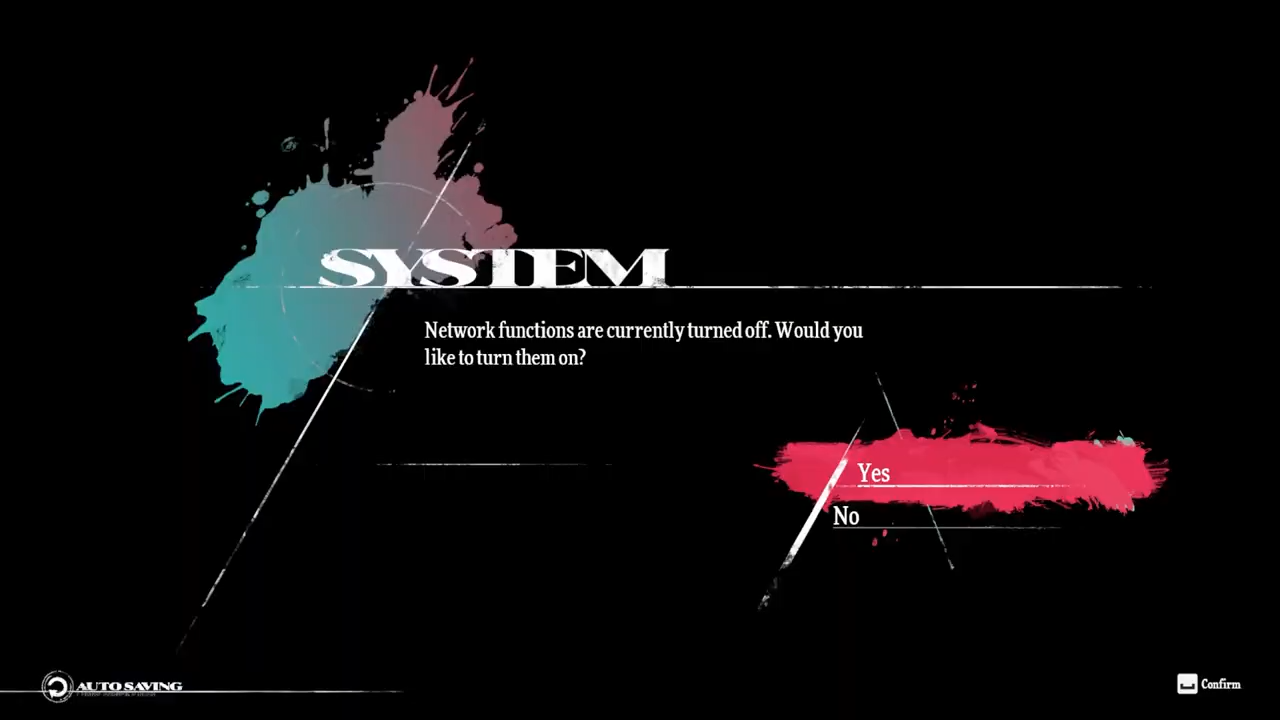 SYSTEM
Network functions are currently turned off. Would you
like to turn them on?
Yes
No
AUTO SAVING
Confirm